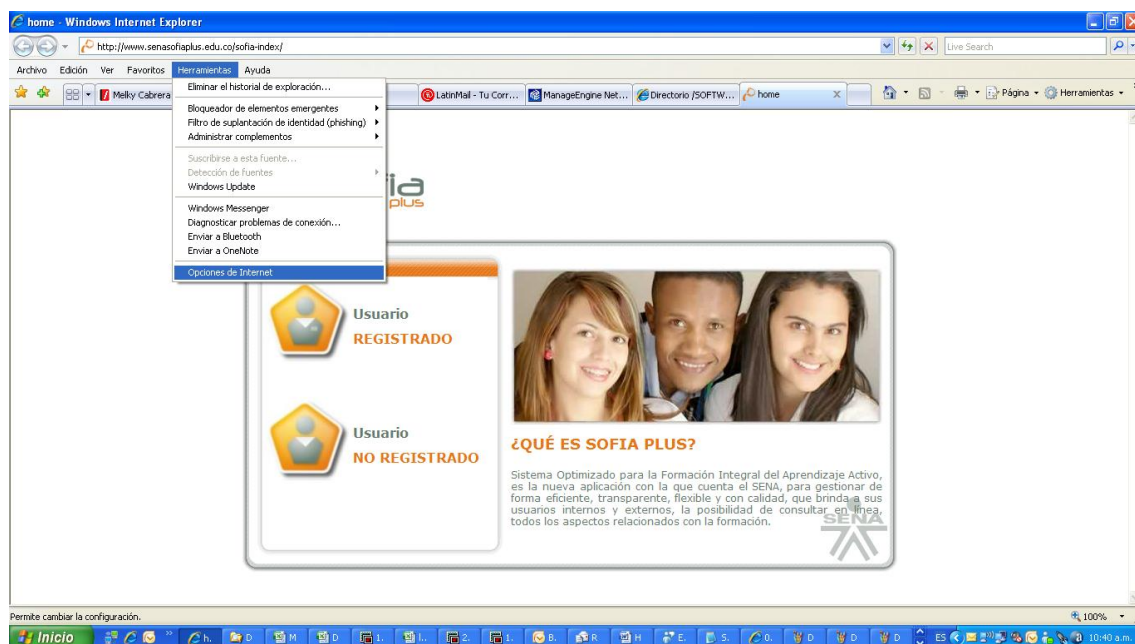 home - Windows Internet Explorer
http://www.senasofiaplus.edu.co/sofia-index/
Live Search
Archivo Edición Ver Favoritos Herramientas Ayuda
Melky Cabrera
LatinMail - Tu Corr...
ManageEngine Net...
Directorio /SOFTW...
home
Página
Herramientas
Eliminar el historial de exploración...
Bloqueador de elementos emergentes
Filtro de suplantación de identidad (phishing)
Administrar complementos
Suscribirse a esta fuente...
Detección de fuentes
Windows Update
Windows Messenger
Diagnosticar problemas de conexión...
Enviar a Bluetooth
Enviar a OneNote
Opciones de Internet
plus
Usuario
REGISTRADO
Usuario
NO REGISTRADO
¿QUÉ ES SOFIA PLUS?
Sistema Optimizado para la Formación Integral del Aprendizaje Activo,
es la nueva aplicación con la que cuenta el SENA, para gestionar de
forma eficiente, transparente, flexible y con calidad, que brinda a sus
usuarios internos y externos, la posibilidad de consultar en línea,
todos los aspectos relacionados con la formación.
SENA
Permite cambiar la configuración.
100%
Inicio
ES
10:40 a.m.